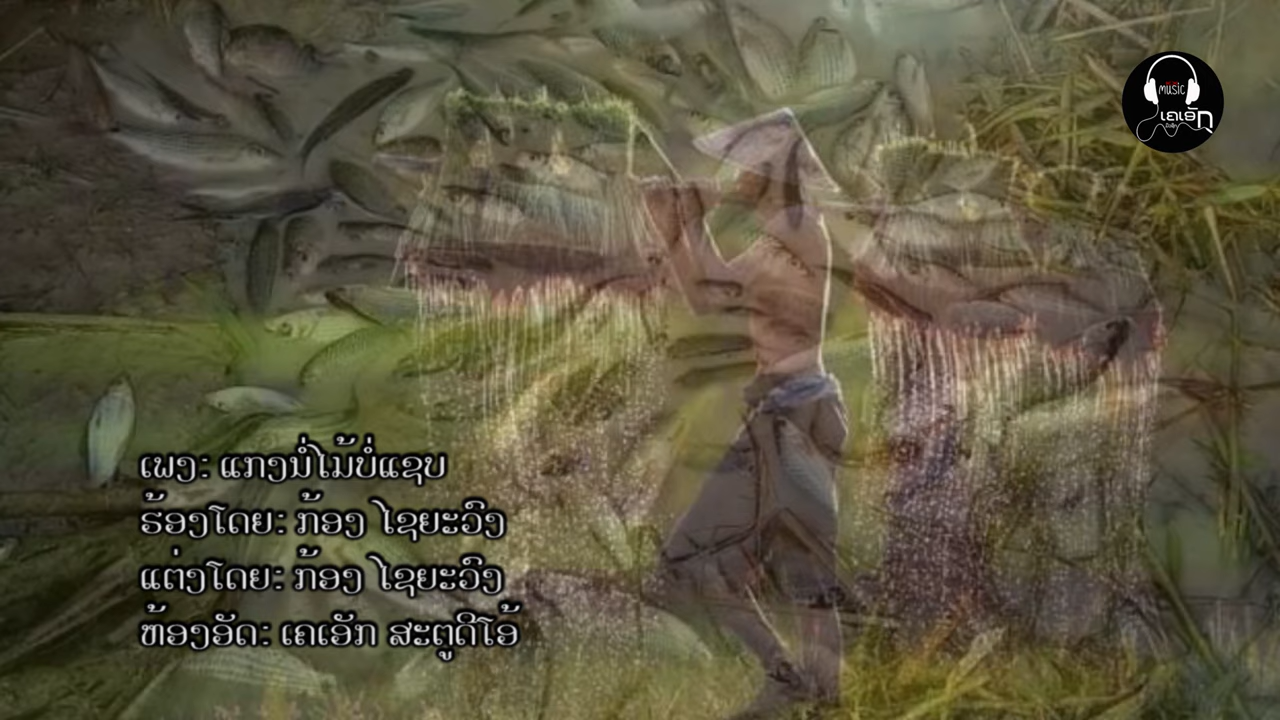 MUSIC
ເຄເອັກ
ເພງ: ແກງນໍ່ໄມ້ບໍ່ແຊບ
ຮ້ອງໂດຍ: ກ້ອງ ໄຊຍະວົງ
ແຕ່ງໂດຍ: ກ້ອງ ໄຊຍະວົງ
ຫ້ອງອັດ: ເຄເອັກ ສະຕູດີໂອ້